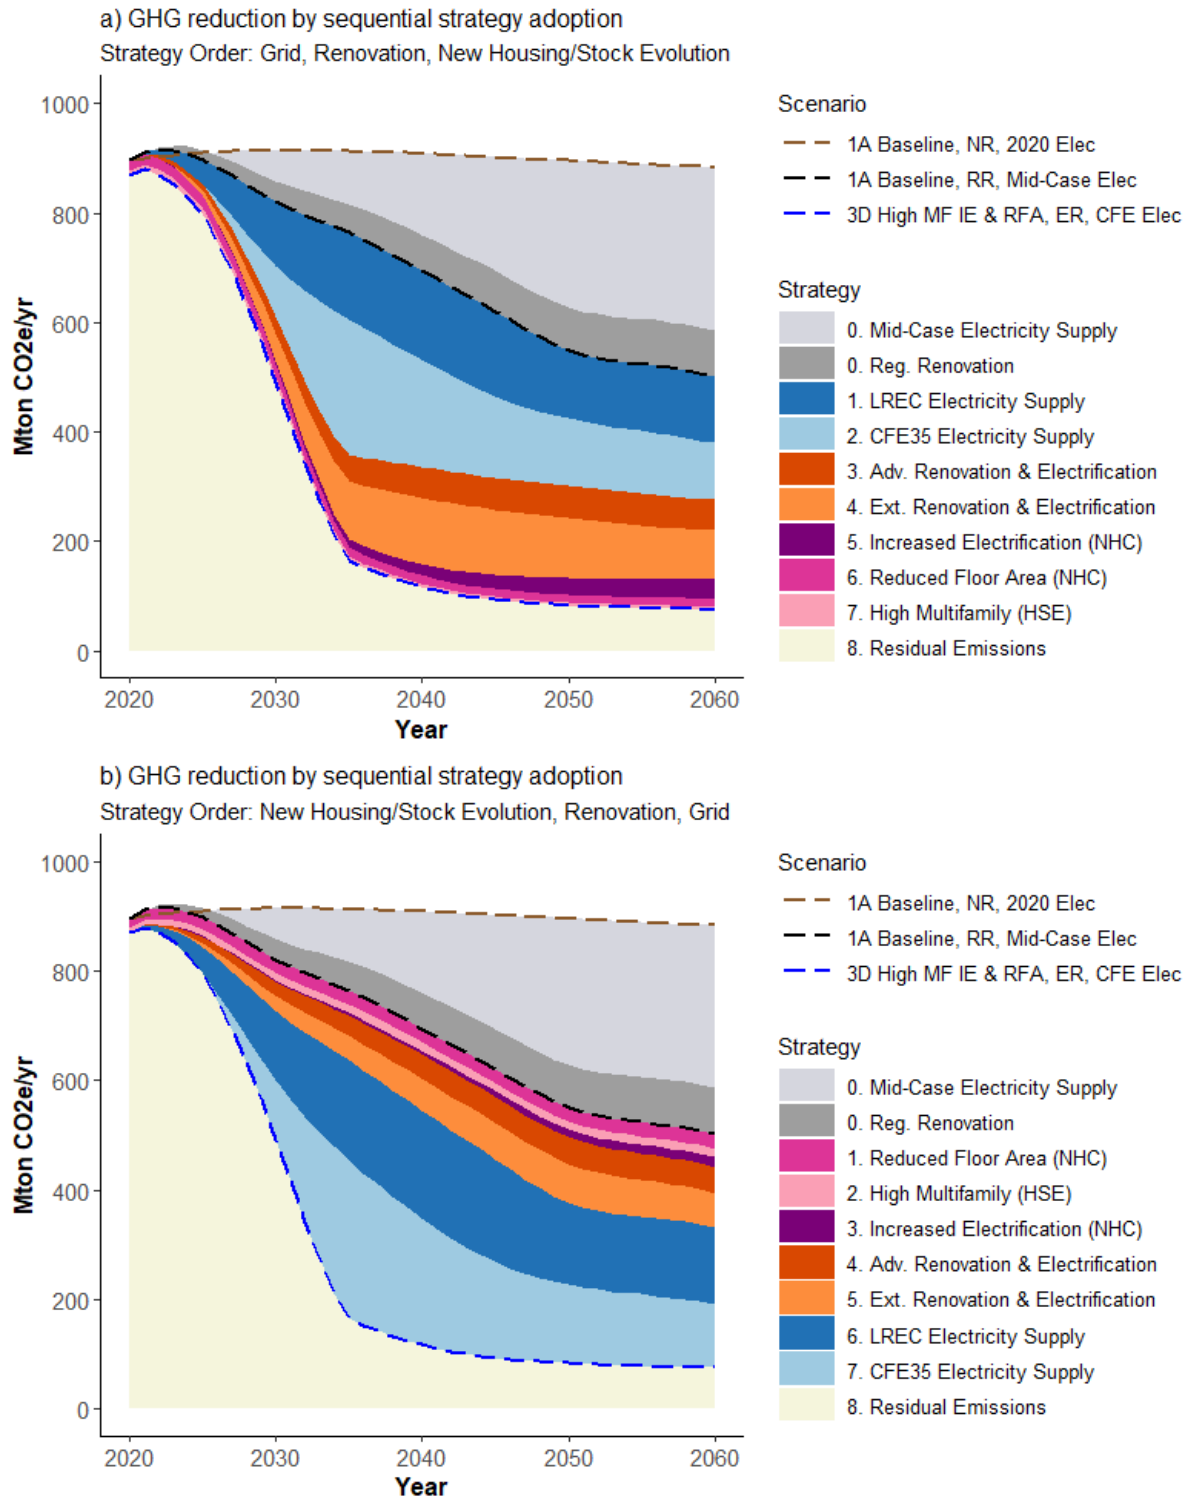 a) GHG reduction by sequential strategy adoption
Strategy Order: Grid, Renovation, New Housing/Stock Evolution
1000
800
600
400
200
0
Mton CO2e/yr
2020
2030
2040
2050
2060
Year
Scenario
1A Baseline, NR, 2020 Elec
1A Baseline, RR, Mid-Case Elec
3D High MF IE & RFA, ER, CFE Elec
Strategy
0. Mid-Case Electricity Supply
0. Reg. Renovation
1. LREC Electricity Supply
2. CFE35 Electricity Supply
3. Adv. Renovation & Electrification
4. Ext. Renovation & Electrification
5. Increased Electrification (NHC)
6. Reduced Floor Area (NHC)
7. High Multifamily (HSE)
8. Residual Emissions
b) GHG reduction by sequential strategy adoption
Strategy Order: New Housing/Stock Evolution, Renovation, Grid
1000
800
600
400
200
0
Mton CO2e/yr
2020
2030
2040
2050
2060
Year
Scenario
1A Baseline, NR, 2020 Elec
1A Baseline, RR, Mid-Case Elec
3D High MF IE & RFA, ER, CFE Elec
Strategy
0. Mid-Case Electricity Supply
0. Reg. Renovation
1. Reduced Floor Area (NHC)
2. High Multifamily (HSE)
3. Increased Electrification (NHC)
4. Adv. Renovation & Electrification
5. Ext. Renovation & Electrification
6. LREC Electricity Supply
7. CFE35 Electricity Supply
8. Residual Emissions